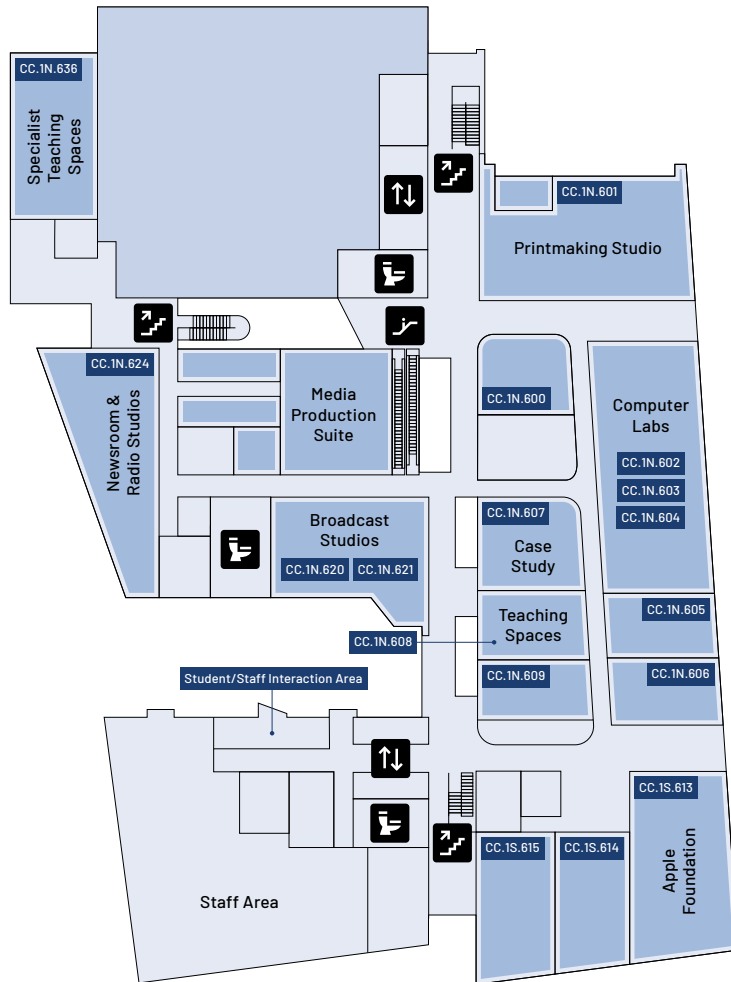 CC.1N.636
Specialist
Teaching
Spaces
CC.1N.601
Printmaking Studio
CC.1N.624
Newsroom &
Radio Studios
Media
Production
Suite
CC.1N.600
Computer
Labs
CC.1N.602
CC.1N.603
CC.1N.604
Broadcast
Studios
CC.1N.620
CC.1N.621
CC.1N.607
Case
Study
Teaching
Spaces
CC.1N.608
CC.1N.605
CC.1N.609
CC.1N.606
Student/Staff Interaction Area
CC.1S.613
Apple
Foundation
CC.1S.615
CC.1S.614
Staff Area